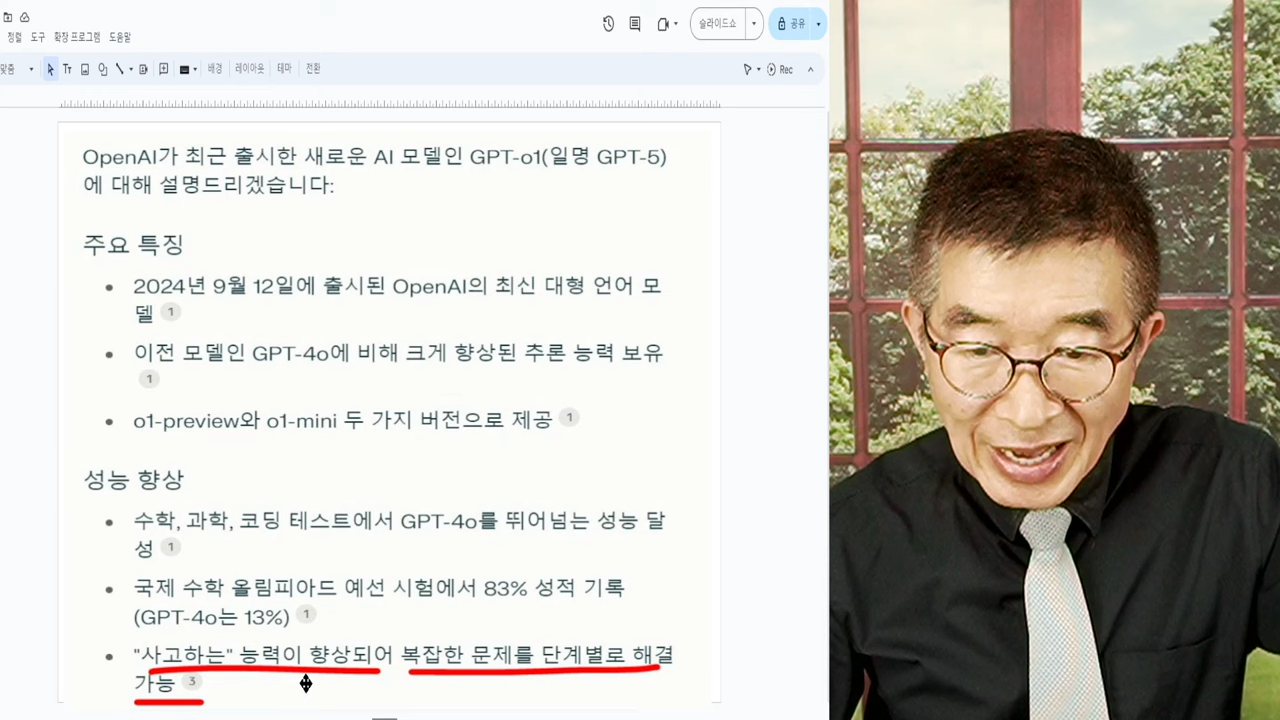 정렬 도구 확장 프로그램 도움말
슬라이드쇼
공유
맞춤
Tт
배경 레이아웃 테마 전환
Rec
OpenAI가 최근 출시한 새로운 AI 모델인 GPT-o1(일명 GPT-5)
에 대해 설명드리겠습니다:
주요 특징
• 2024년 9월 12일에 출시된 OpenAI의 최신 대형 언어 모
델 1
• 이전 모델인 GPT-4o에 비해 크게 향상된 추론 능력 보유
1
• o1-preview와 o1-mini 두 가지 버전으로 제공 1
성능 향상
• 수학, 과학, 코딩 테스트에서 GPT-4o를 뛰어넘는 성능 달
성 1
• 국제 수학 올림피아드 예선 시험에서 83% 성적 기록
(GPT-4o는 13%) 1
• "사고하는" 능력이 향상되어 복잡한 문제를 단계별로 해결
가능 3